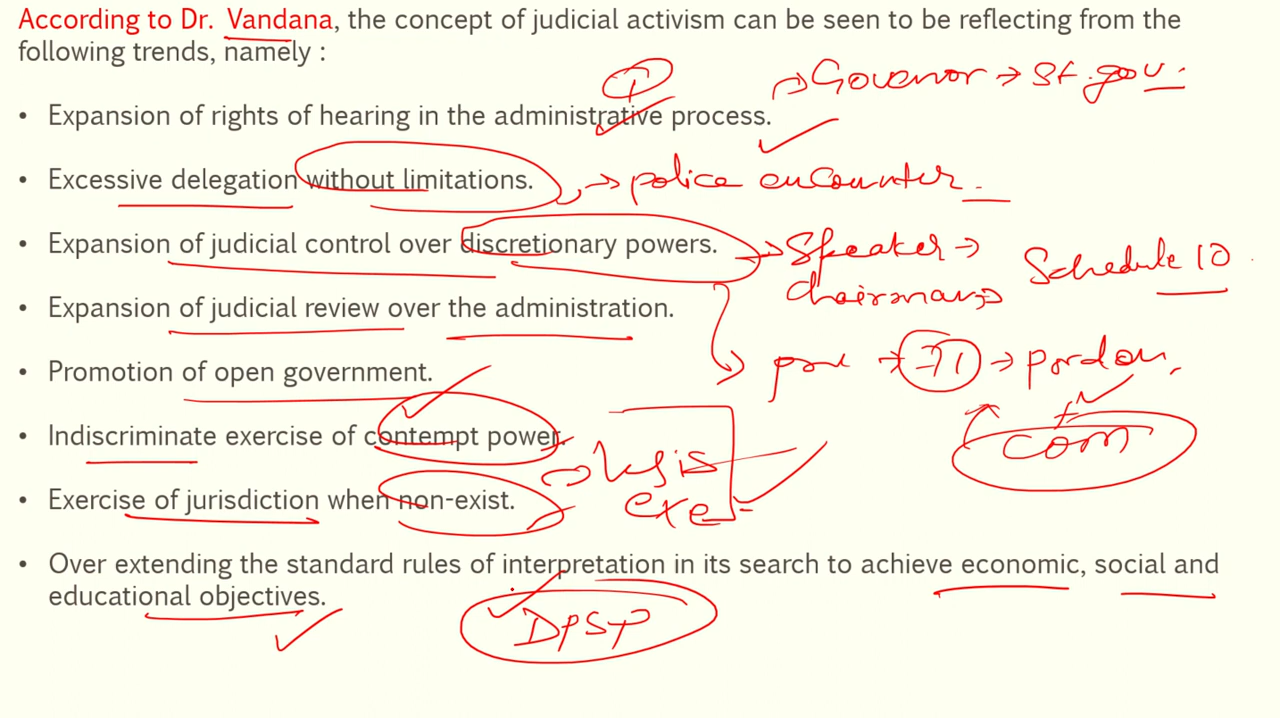 According to Dr. Vandana, the concept of judicial activism can be seen to be reflecting from the
following trends, namely :
→ Govenor → St. gov.
• Expansion of rights of hearing in the administrative process.
• Excessive delegation without limitations.
→ police encounter.
• Expansion of judicial control over discretionary powers.
→ Speaker →
chairman →
Schedule 10
• Expansion of judicial review over the administration.
• Promotion of open government.
→ → pardon
• Indiscriminate exercise of contempt power.
com
• Exercise of jurisdiction when non-exist.
→ legis
exe
• Over extending the standard rules of interpretation in its search to achieve economic, social and
educational objectives.
DPSP